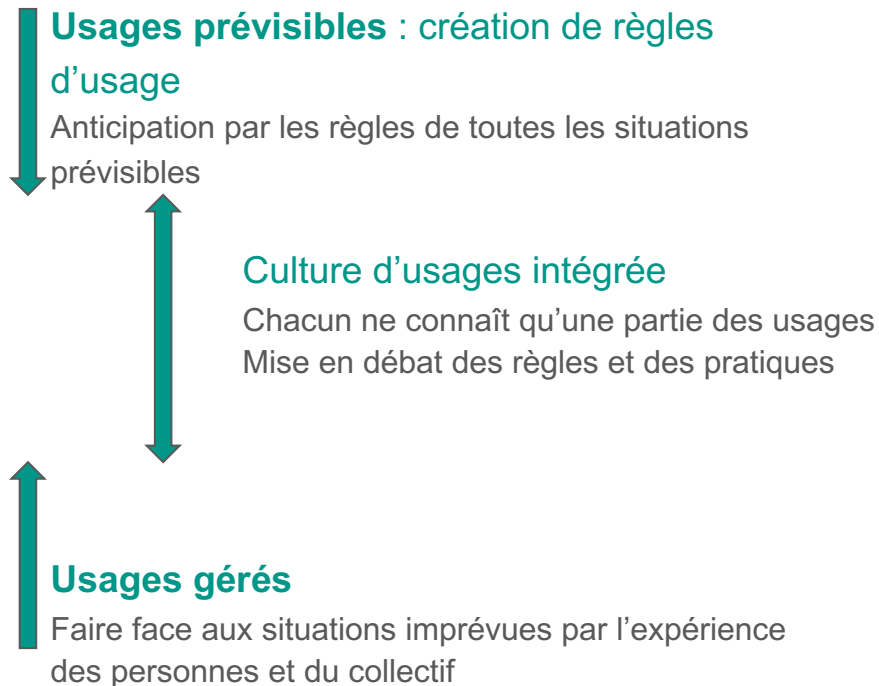 Usages prévisibles : création de règles
d’usage
Anticipation par les règles de toutes les situations
prévisibles
Culture d’usages intégrée
Chacun ne connaît qu’une partie des usages
Mise en débat des règles et des pratiques
Usages gérés
Faire face aux situations imprévues par l’expérience
des personnes et du collectif